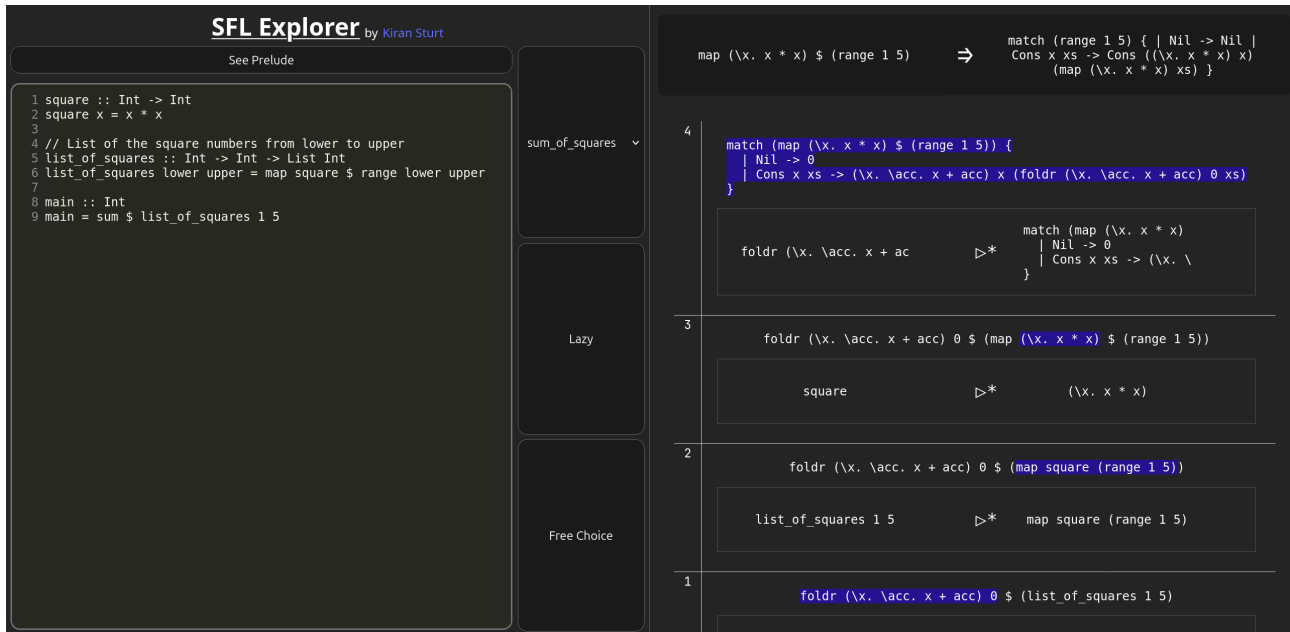 SFL Explorer by Kiran Sturt
See Prelude
1 square :: Int -> Int
2 square x = x * x
3
4 // List of the square numbers from lower to upper
5 list_of_squares :: Int -> Int -> List Int
6 list_of_squares lower upper = map square $ range lower upper
7
8 main :: Int
9 main = sum $ list_of_squares 1 5
sum_of_squares
Lazy
Free Choice
map (\x. x * x) $ (range 1 5) ⇒ match (range 1 5) { | Nil -> Nil |
Cons x xs -> Cons ((\x. x * x) x)
(map (\x. x * x) xs) }
4
match (map (\x. x * x) $ (range 1 5)) {
| Nil -> 0
| Cons x xs -> (\x. \acc. x + acc) x (foldr (\x. \acc. x + acc) 0 xs)
}
foldr (\x. \acc. x + ac ▷* match (map (\x. x * x)
| Nil -> 0
| Cons x xs -> (\x. \
}
3
foldr (\x. \acc. x + acc) 0 $ (map (\x. x * x) $ (range 1 5))
square ▷* (\x. x * x)
2
foldr (\x. \acc. x + acc) 0 $ (map square (range 1 5))
list_of_squares 1 5 ▷* map square (range 1 5)
1
foldr (\x. \acc. x + acc) 0 $ (list_of_squares 1 5)